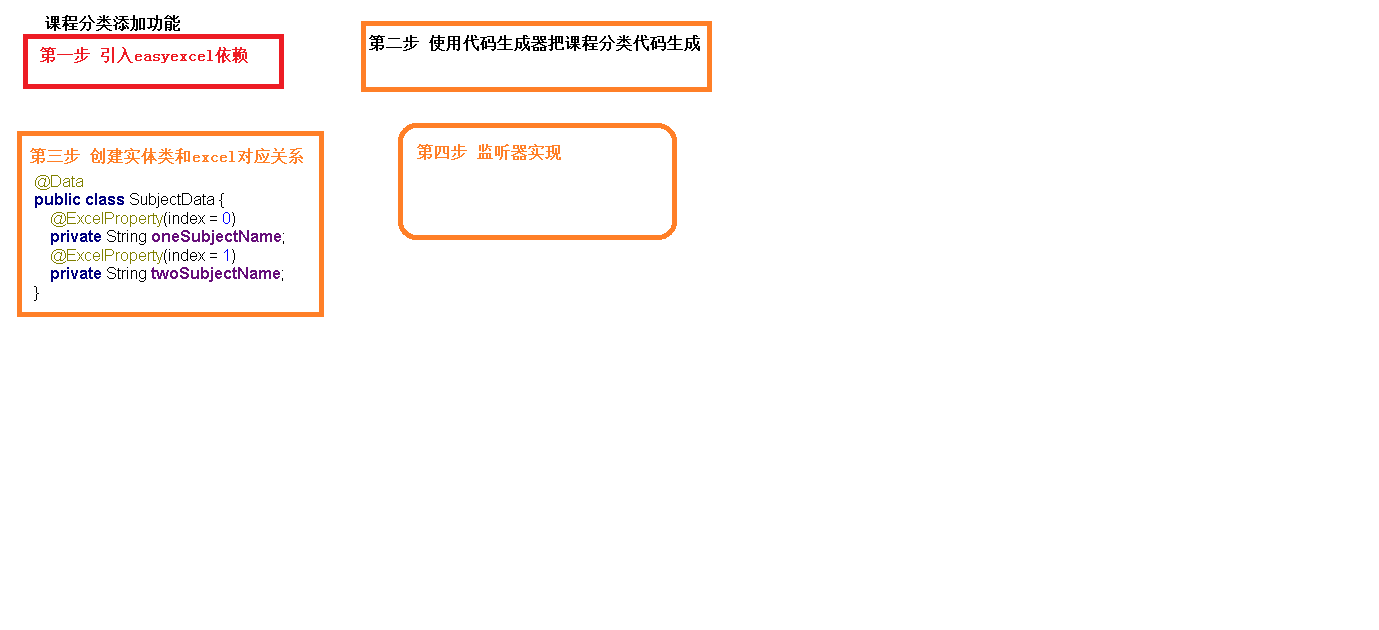 课程分类添加功能
第一步 引入easyexcel依赖
第二步 使用代码生成器把课程分类代码生成
第三步 创建实体类和excel对应关系
@Data
public class SubjectData {
@ExcelProperty(index = 0)
private String oneSubjectName;
@ExcelProperty(index = 1)
private String twoSubjectName;
}
第四步 监听器实现